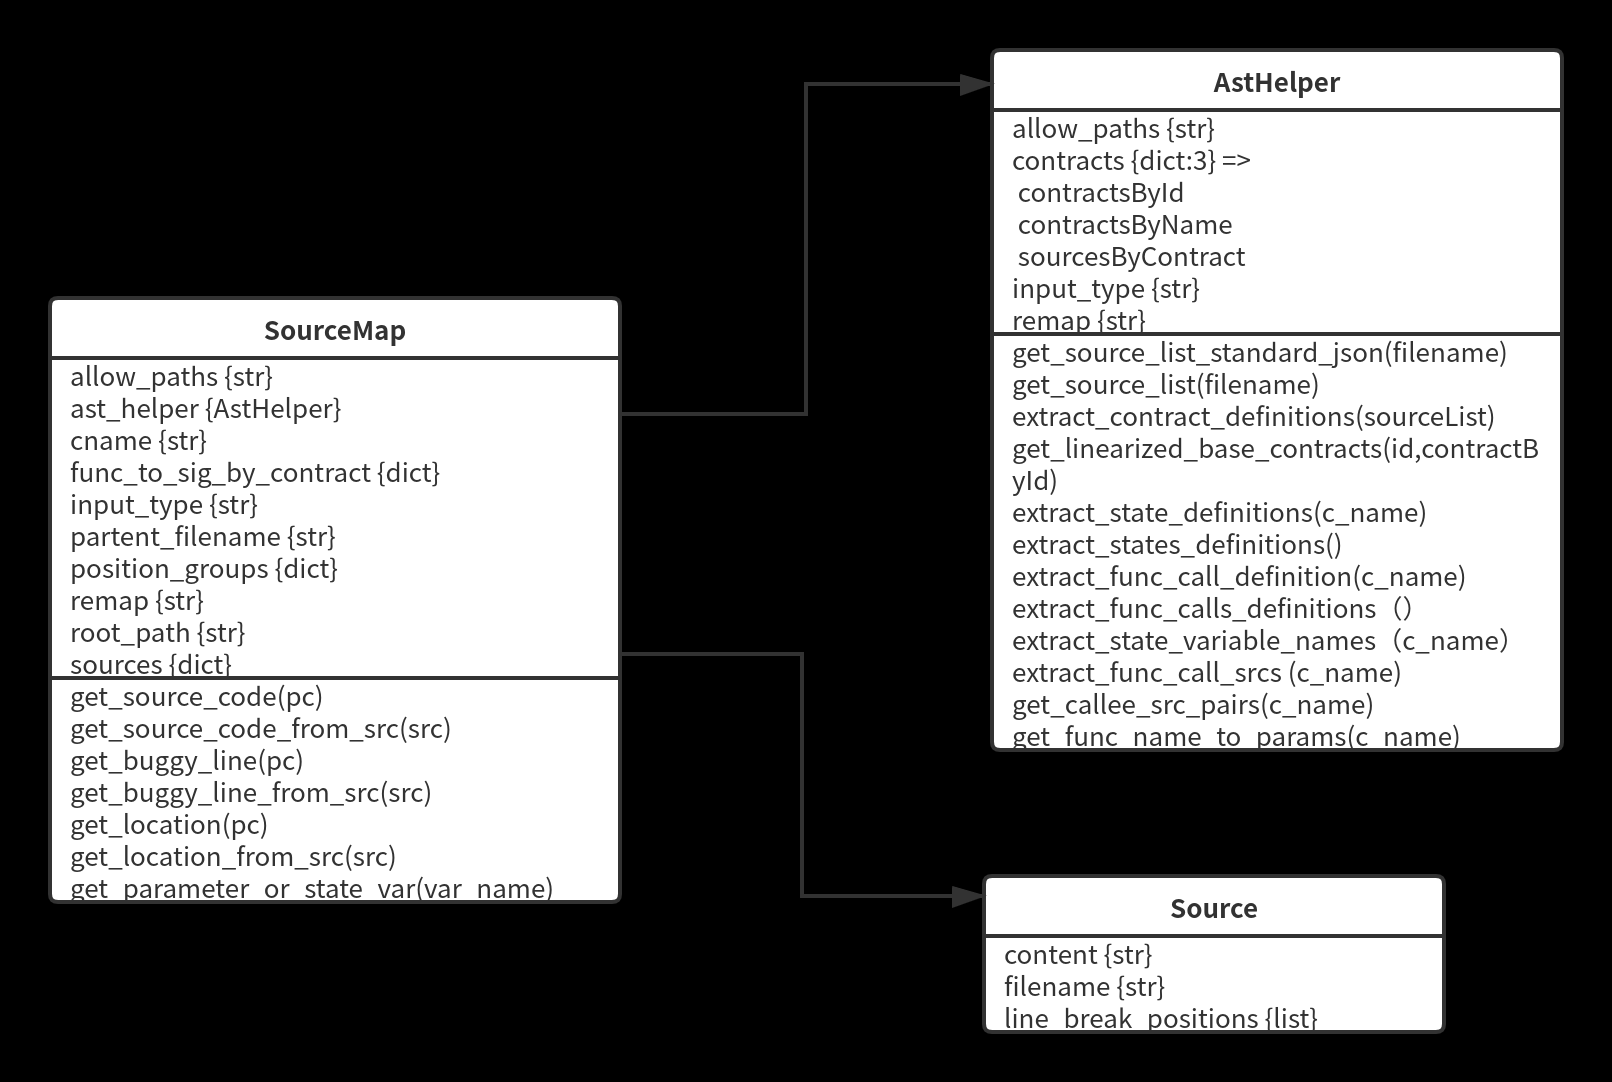 SourceMap
allow_paths {str}
ast_helper {AstHelper}
cname {str}
func_to_sig_by_contract {dict}
input_type {str}
partent_filename {str}
position_groups {dict}
remap {str}
root_path {str}
sources {dict}
get_source_code(pc)
get_source_code_from_src(src)
get_buggy_line(pc)
get_buggy_line_from_src(src)
get_location(pc)
get_location_from_src(src)
get_parameter_or_state_var(var_name)
AstHelper
allow_paths {str}
contracts {dict:3} =>
contractsById
contractsByName
sourcesByContract
input_type {str}
remap {str}
get_source_list_standard_json(filename)
get_source_list(filename)
extract_contract_definitions(sourceList)
get_linearized_base_contracts(id,contractB
yId)
extract_state_definitions(c_name)
extract_states_definitions()
extract_func_call_definition(c_name)
extract_func_calls_definitions（）
extract_state_variable_names（c_name）
extract_func_call_srcs (c_name)
get_callee_src_pairs(c_name)
get_func_name_to_params(c_name)
Source
content {str}
filename {str}
line_break_positions {list}